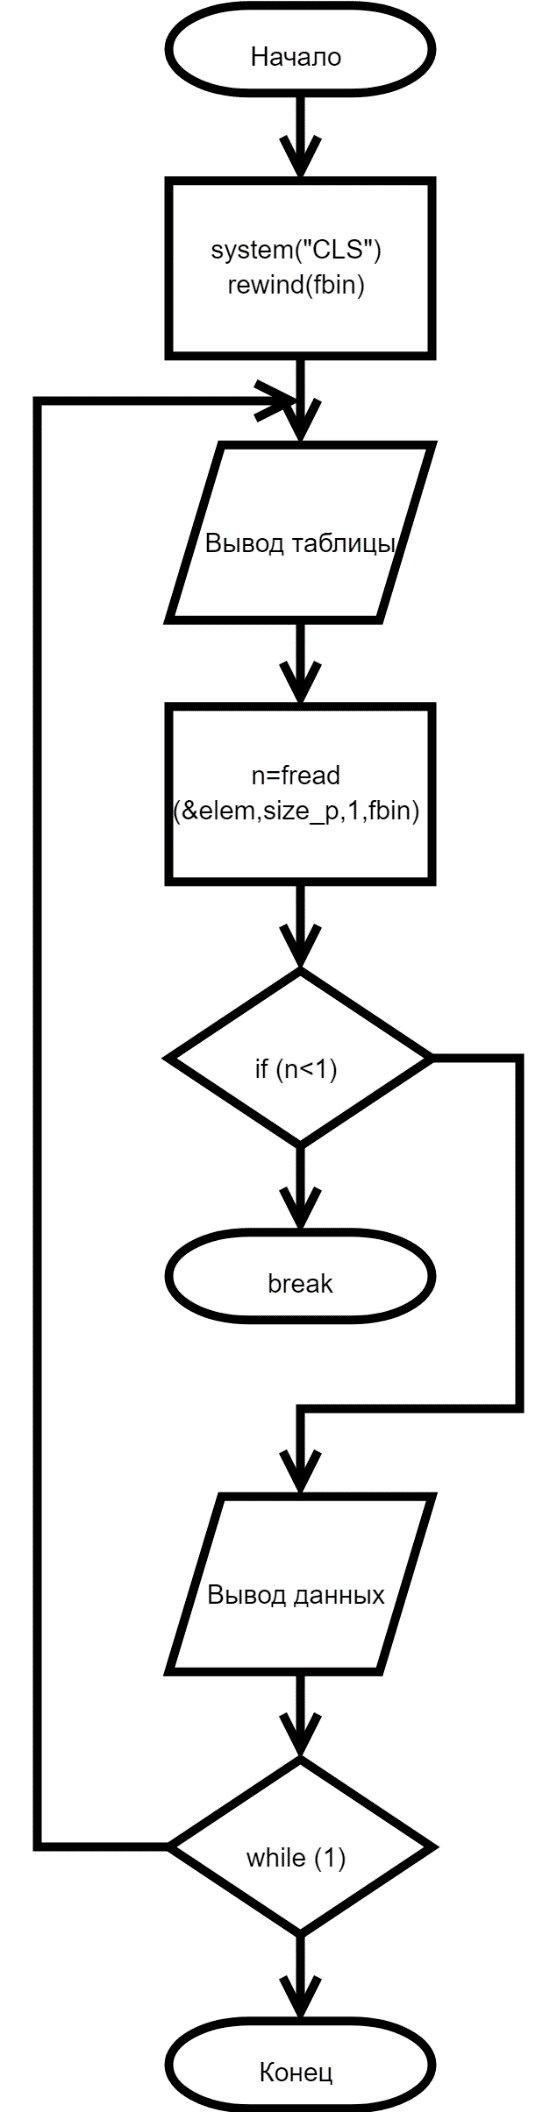 Начало
system("CLS")
rewind(fbin)
Вывод таблицы
n=fread
(&elem,size_p,1,fbin)
if (n<1)
break
Вывод данных
while (1)
Конец